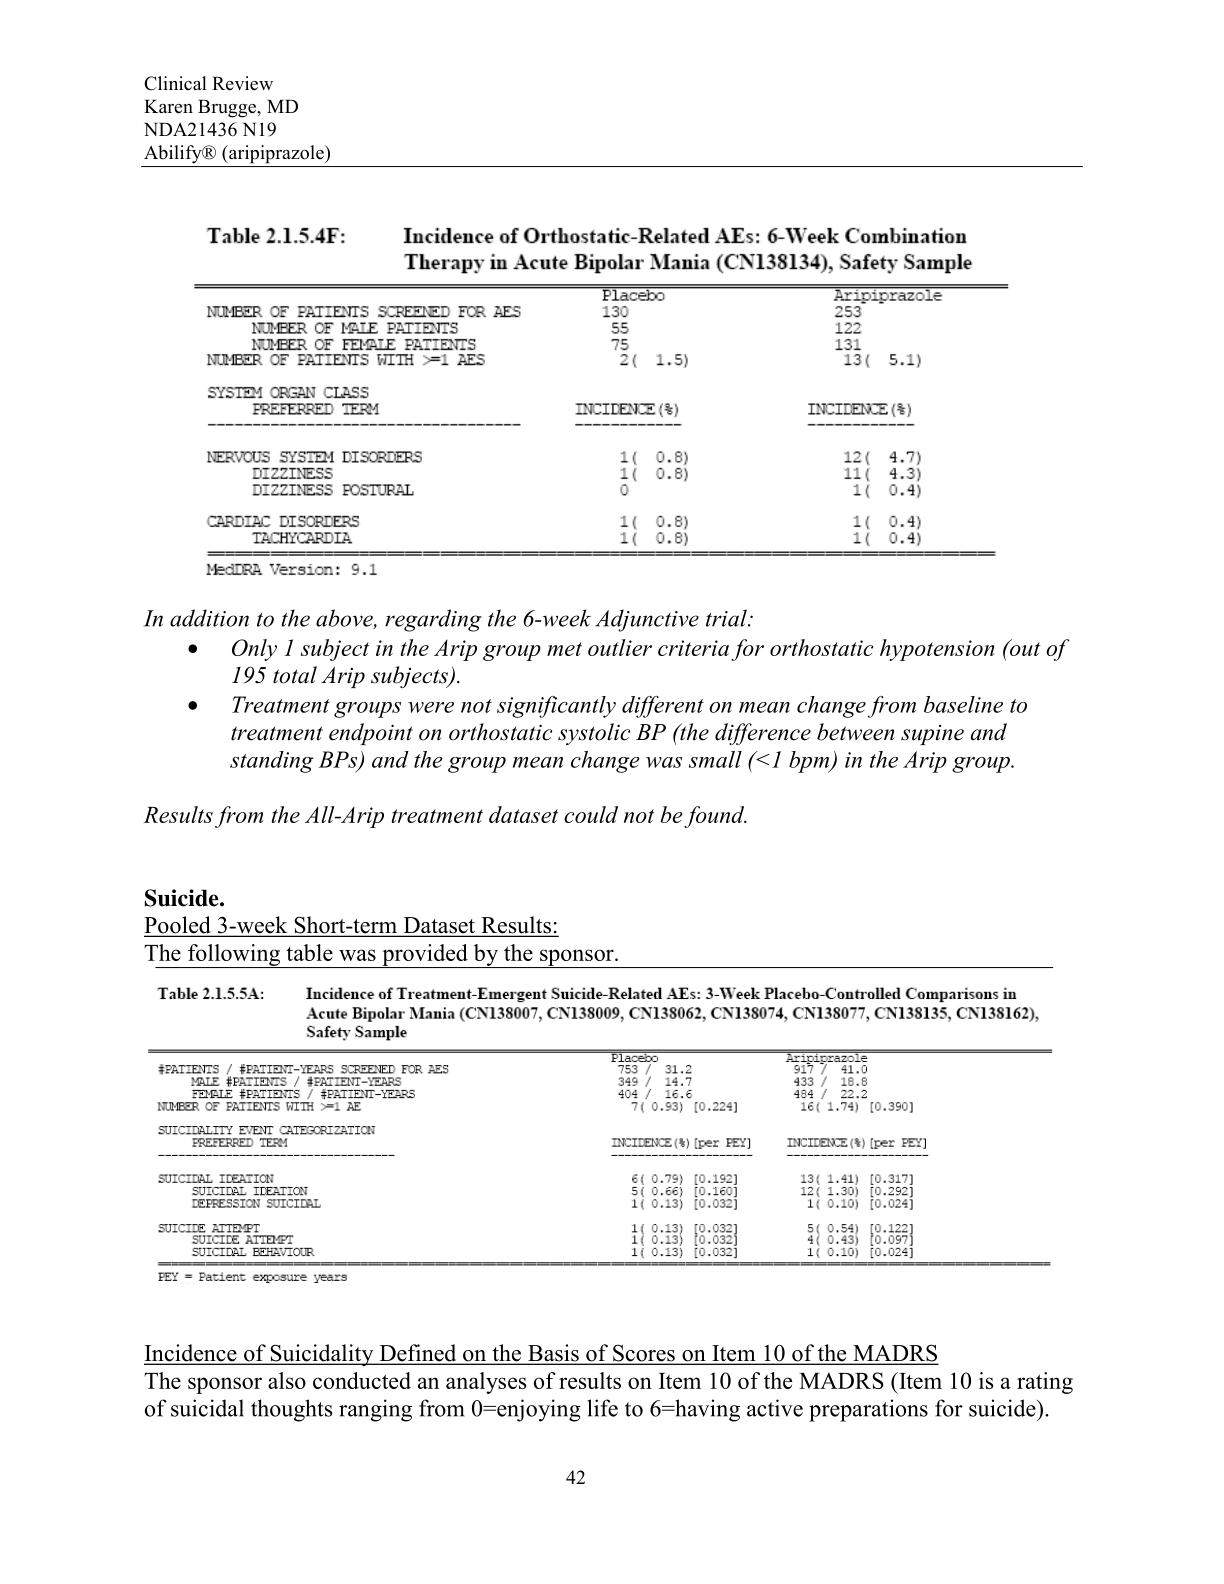 Clinical Review
Karen Brugge, MD
NDA21436 N19
Abilify® (aripiprazole)
Table 2.1.5.4F: Incidence of Orthostatic-Related AEs: 6-Week Combination
Therapy in Acute Bipolar Mania (CN138134), Safety Sample
Placebo Aripiprazole
NUMBER OF PATIENTS SCREENED FOR AES 130 253
NUMBER OF MALE PATIENTS 55 122
NUMBER OF FEMALE PATIENTS 75 131
NUMBER OF PATIENTS WITH >=1 AES 2( 1.5) 13( 5.1)
SYSTEM ORGAN CLASS
PREFERRED TERM INCIDENCE(%) INCIDENCE(%)
NERVOUS SYSTEM DISORDERS 1( 0.8) 12( 4.7)
DIZZINESS 1( 0.8) 11( 4.3)
DIZZINESS POSTURAL 0 1( 0.4)
CARDIAC DISORDERS 1( 0.8) 1( 0.4)
TACHYCARDIA 1( 0.8) 1( 0.4)
MedDRA Version: 9.1
In addition to the above, regarding the 6-week Adjunctive trial:
• Only 1 subject in the Arip group met outlier criteria for orthostatic hypotension (out of
195 total Arip subjects).
• Treatment groups were not significantly different on mean change from baseline to
treatment endpoint on orthostatic systolic BP (the difference between supine and
standing BPs) and the group mean change was small (<1 bpm) in the Arip group.
Results from the All-Arip treatment dataset could not be found.
Suicide.
Pooled 3-week Short-term Dataset Results:
The following table was provided by the sponsor.
Table 2.1.5.5A: Incidence of Treatment-Emergent Suicide-Related AEs: 3-Week Placebo-Controlled Comparisons in
Acute Bipolar Mania (CN138007, CN138009, CN138062, CN138074, CN138077, CN138135, CN138162),
Safety Sample
Placebo Aripiprazole
#PATIENTS / #PATIENT-YEARS SCREENED FOR AES 753 / 31.2 917 / 41.0
MALE #PATIENTS / #PATIENT-YEARS 349 / 14.7 433 / 18.8
FEMALE #PATIENTS / #PATIENT-YEARS 404 / 16.6 484 / 22.2
NUMBER OF PATIENTS WITH >=1 AE 7( 0.93) [0.224] 16( 1.74) [0.390]
SUICIDALITY EVENT CATEGORIZATION
PREFERRED TERM INCIDENCE(%) [per PEY] INCIDENCE(%) [per PEY]
SUICIDAL IDEATION 6( 0.79) [0.192] 13( 1.41) [0.317]
SUICIDAL IDEATION 5( 0.66) [0.160] 12( 1.30) [0.292]
DEPRESSION SUICIDAL 1( 0.13) [0.032] 1( 0.10) [0.024]
SUICIDE ATTEMPT 1( 0.13) [0.032] 5( 0.54) [0.122]
SUICIDE ATTEMPT 1( 0.13) [0.032] 4( 0.43) [0.097]
SUICIDAL BEHAVIOUR 1( 0.13) [0.032] 1( 0.10) [0.024]
PEY = Patient exposure years
Incidence of Suicidality Defined on the Basis of Scores on Item 10 of the MADRS
The sponsor also conducted an analyses of results on Item 10 of the MADRS (Item 10 is a rating
of suicidal thoughts ranging from 0=enjoying life to 6=having active preparations for suicide).
42